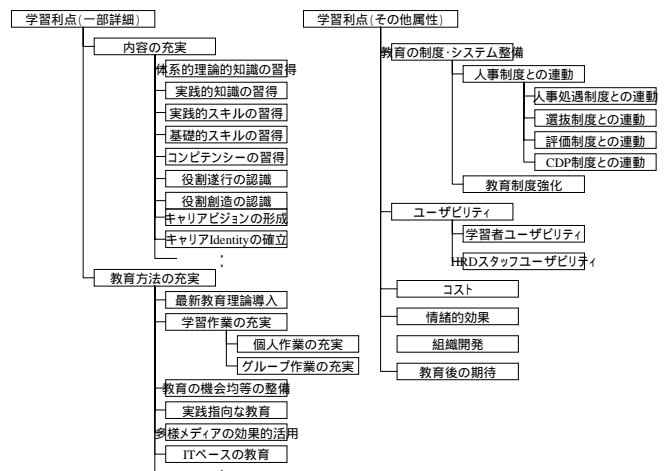 学習利点(一部詳細)
内容の充実
体系的理論的知識の習得
実践的知識の習得
実践的スキルの習得
基礎的スキルの習得
コンピテンシーの習得
役割遂行の認識
役割創造の認識
キャリアビジョンの形成
キャリアIdentityの確立
:
教育方法の充実
最新教育理論導入
学習作業の充実
個人作業の充実
グループ作業の充実
教育の機会均等の整備
実践指向な教育
多様メディアの効果的活用
ITベースの教育
学習利点(その他属性)
教育の制度・システム整備
人事制度との連動
人事処遇制度との連動
選抜制度との連動
評価制度との連動
CDP制度との連動
教育制度強化
ユーザビリティ
学習者ユーザビリティ
HRDスタッフユーザビリティ
コスト
情緒的効果
組織開発
教育後の期待